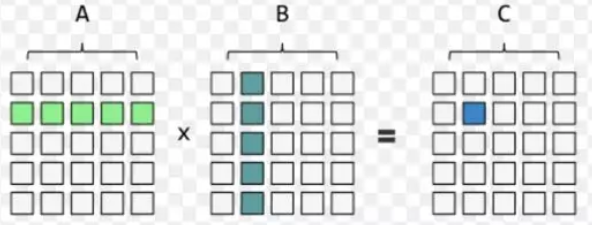 A B C
x =